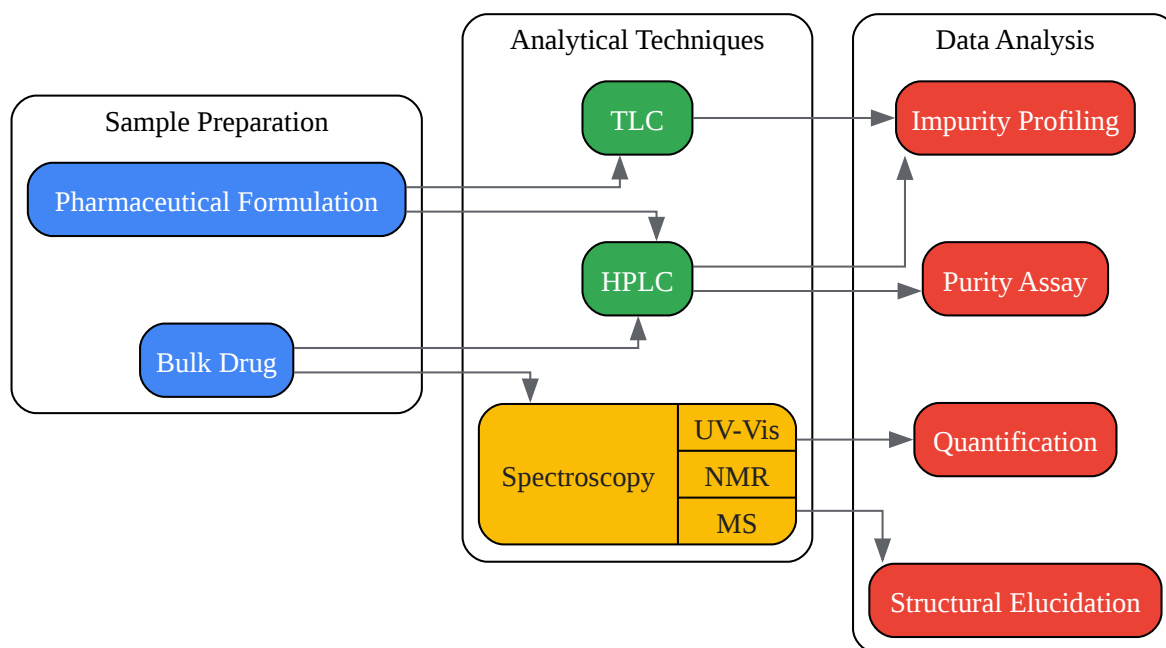 Sample Preparation
Pharmaceutical Formulation
Bulk Drug
Analytical Techniques
TLC
HPLC
Spectroscopy
UV-Vis
NMR
MS
Data Analysis
Impurity Profiling
Purity Assay
Quantification
Structural Elucidation